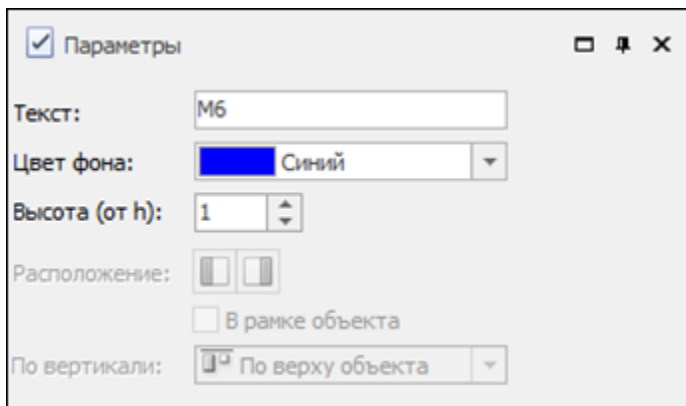 Параметры
Текст: М6
Цвет фона: Синий
Высота (от h): 1
Расположение:
В рамке объекта
По вертикали: По верху объекта